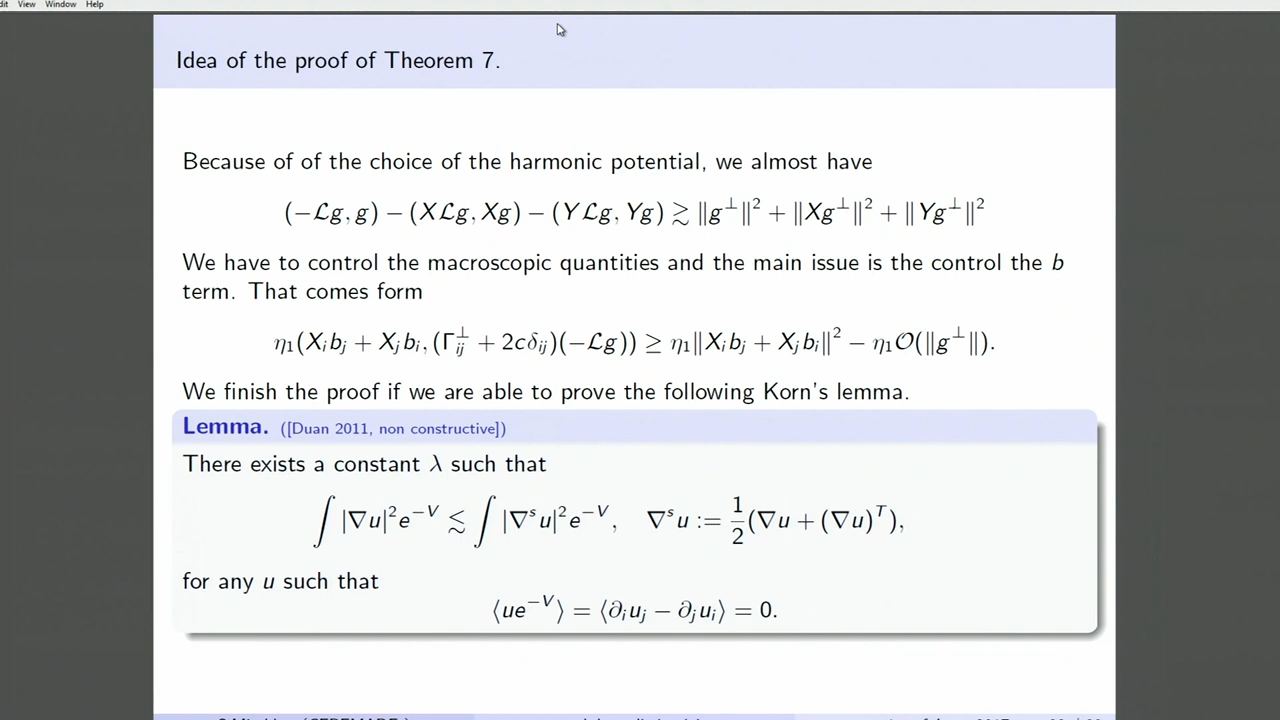 View Window Help
Idea of the proof of Theorem 7.
Because of of the choice of the harmonic potential, we almost have
(−ℒg, g) − (Xℒg, Xg) − (Yℒg, Yg) ≳ ‖g^⊥‖² + ‖Xg^⊥‖² + ‖Yg^⊥‖²
We have to control the macroscopic quantities and the main issue is the control the b
term. That comes form
η₁(X_i b_j + X_j b_i, (Γ_{ij}^⊥ + 2cδ_{ij})(−ℒg)) ≥ η₁‖X_i b_j + X_j b_i‖² − η₁𝒪(‖g^⊥‖).
We finish the proof if we are able to prove the following Korn's lemma.
Lemma. ([Duan 2011, non constructive])
There exists a constant λ such that
∫ |∇u|² e^{−V} ≲ ∫ |∇^s u|² e^{−V}, ∇^s u := 1/2 (∇u + (∇u)^T),
for any u such that
⟨ue^{−V}⟩ = ⟨∂_i u_j − ∂_j u_i⟩ = 0.